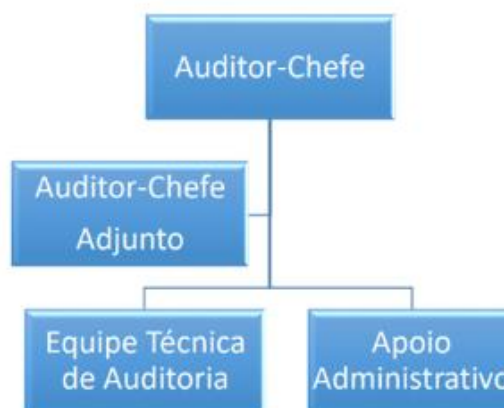 Auditor-Chefe
Auditor-Chefe
Adjunto
Equipe Técnica
de Auditoria
Apoio
Administrativo